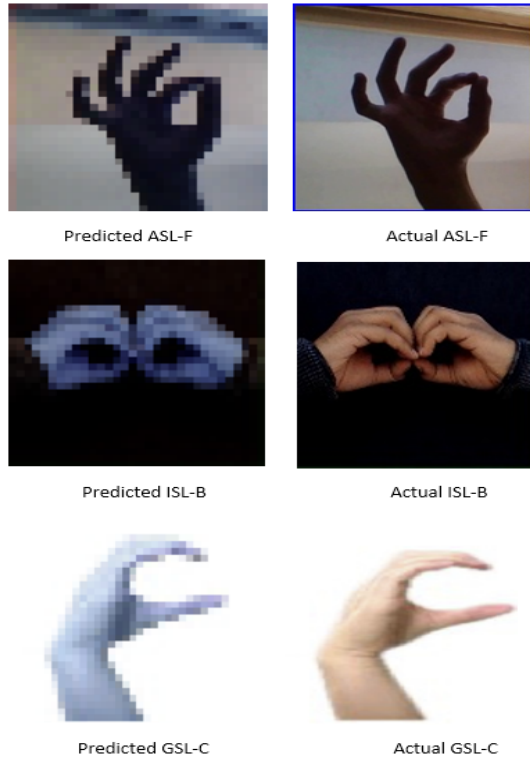 Predicted ASL-F
Actual ASL-F
Predicted ISL-B
Actual ISL-B
Predicted GSL-C
Actual GSL-C